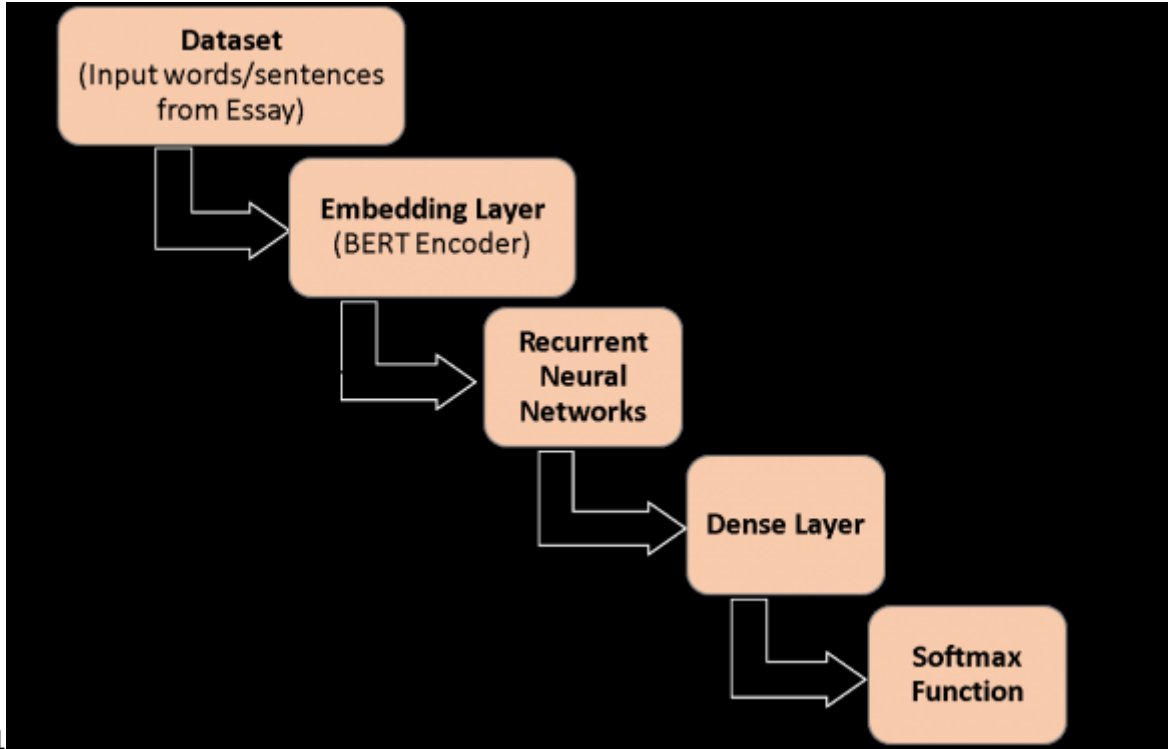 Dataset
(Input words/sentences
from Essay)
Embedding Layer
(BERT Encoder)
Recurrent
Neural
Networks
Dense Layer
Softmax
Function